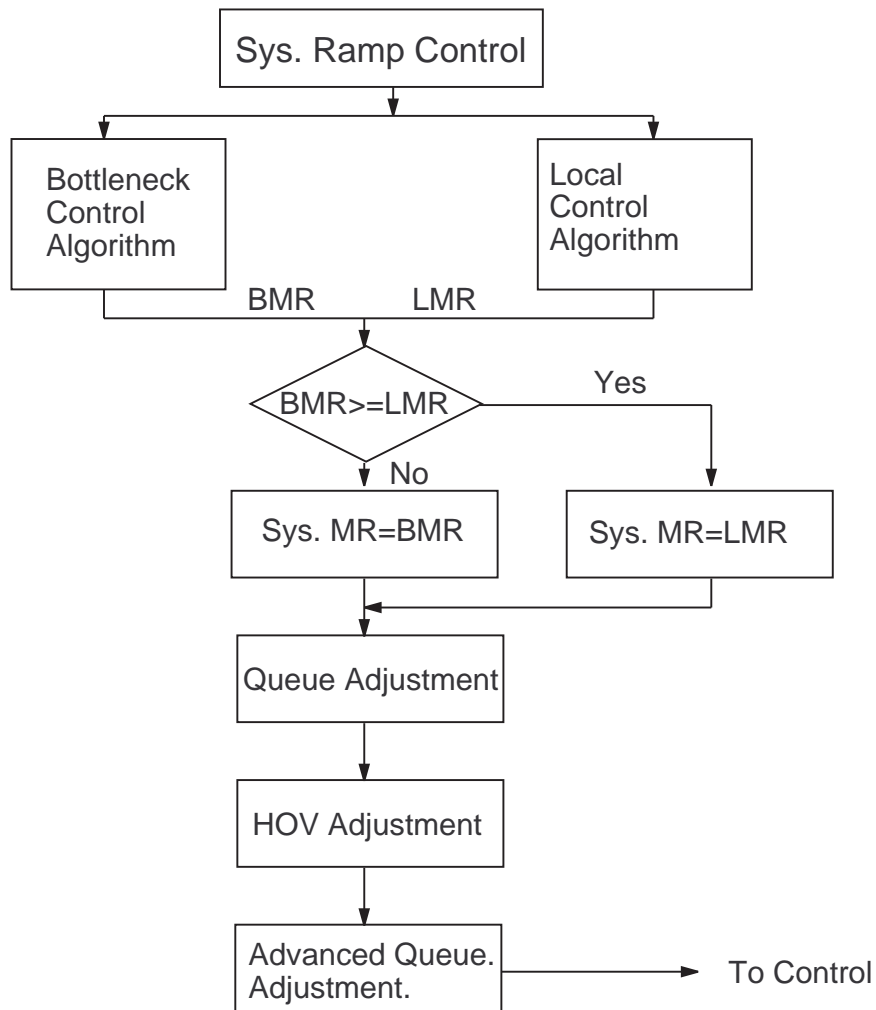 Sys. Ramp Control
Bottleneck
Control
Algorithm
Local
Control
Algorithm
BMR
LMR
BMR>=LMR
Yes
No
Sys. MR=BMR
Sys. MR=LMR
Queue Adjustment
HOV Adjustment
Advanced Queue.
Adjustment.
To Control